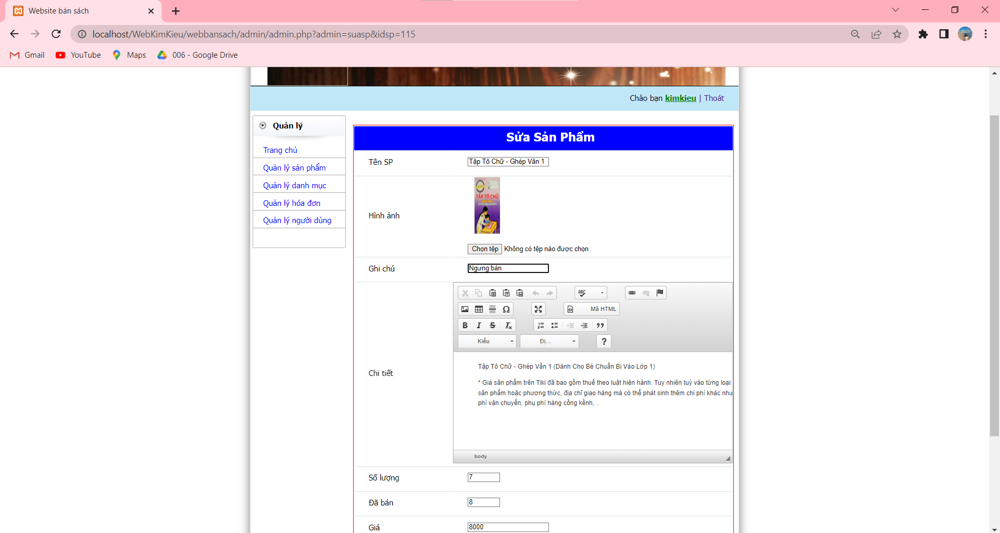 Website bán sách
localhost/WebKimKieu/webbansach/admin/admin.php?admin=suasp&idsp=115
Gmail YouTube Maps 006 - Google Drive
Chào bạn kimkieu | Thoát
Quản lý
Trang chủ
Quản lý sản phẩm
Quản lý danh mục
Quản lý hóa đơn
Quản lý người dùng
Sửa Sản Phẩm
Tên SP Tập Tô Chữ - Ghép Vân 1
TẬP TÔ CHỮ
Hình ảnh
Chọn tệp Không có tệp nào được chọn
Ghi chú Ngưng bán
ABC
Mã HTML
B I S Ix
Kiểu Đị... ?
Chi tiết
Tập Tô Chữ - Ghép Vần 1 (Dành Cho Bé Chuẩn Bị Vào Lớp 1)
* Giá sản phẩm trên Tiki đã bao gồm thuế theo luật hiện hành. Tuy nhiên tuỳ vào từng loại
sản phẩm hoặc phương thức, địa chỉ giao hàng mà có thể phát sinh thêm chi phí khác như
phí vận chuyển, phụ phí hàng cồng kềnh, ..
body
Số lượng 7
Đã bán 8
Giá 8000